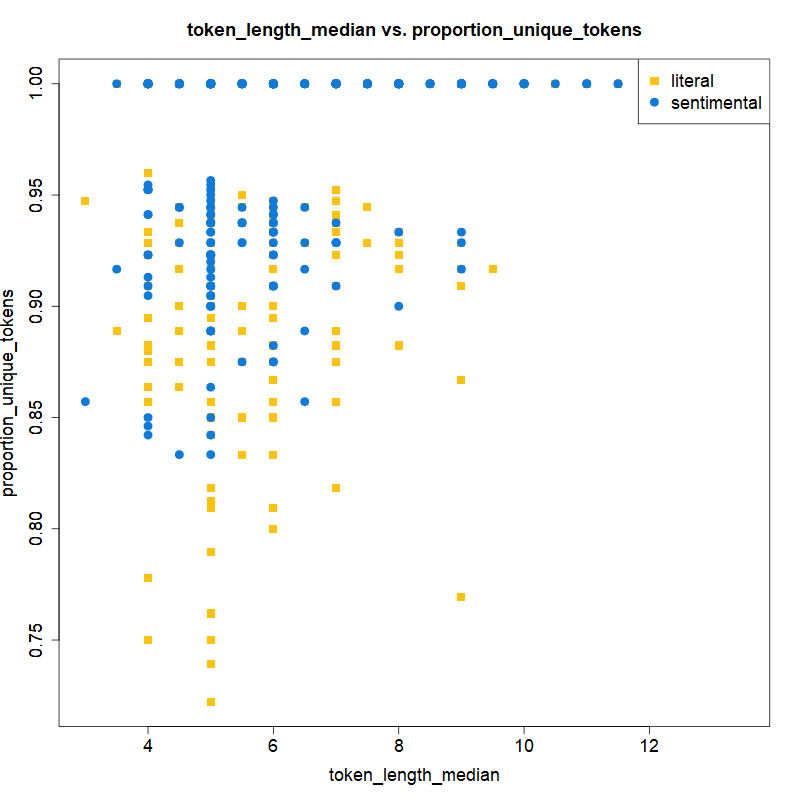 token_length_median vs. proportion_unique_tokens
literal
sentimental
1.00
0.95
0.90
0.85
0.80
0.75
proportion_unique_tokens
4 6 8 10 12
token_length_median